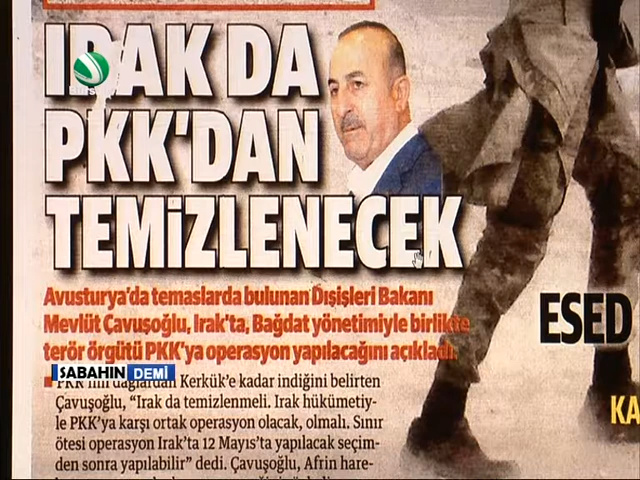 IRAK DA
PKK'DAN
TEMİZLENECEK
Avusturya'da temaslarda bulunan Dışişleri Bakanı
Mevlüt Çavuşoğlu, Irak'ta, Bağdat yönetimiyle birlikte
terör örgütü PKK'ya operasyon yapılacağını açıkladı.
PKK'nın dağlardan Kerkük'e kadar indiğini belirten
Çavuşoğlu, "Irak da temizlenmeli. Irak hükümetiy-
le PKK'ya karşı ortak operasyon olacak, olmalı. Sınır
ötesi operasyon Irak'ta 12 Mayıs'ta yapılacak seçim-
den sonra yapılabilir" dedi. Çavuşoğlu, Afrin hare-
SABAHIN DEMİ
ESED
KA